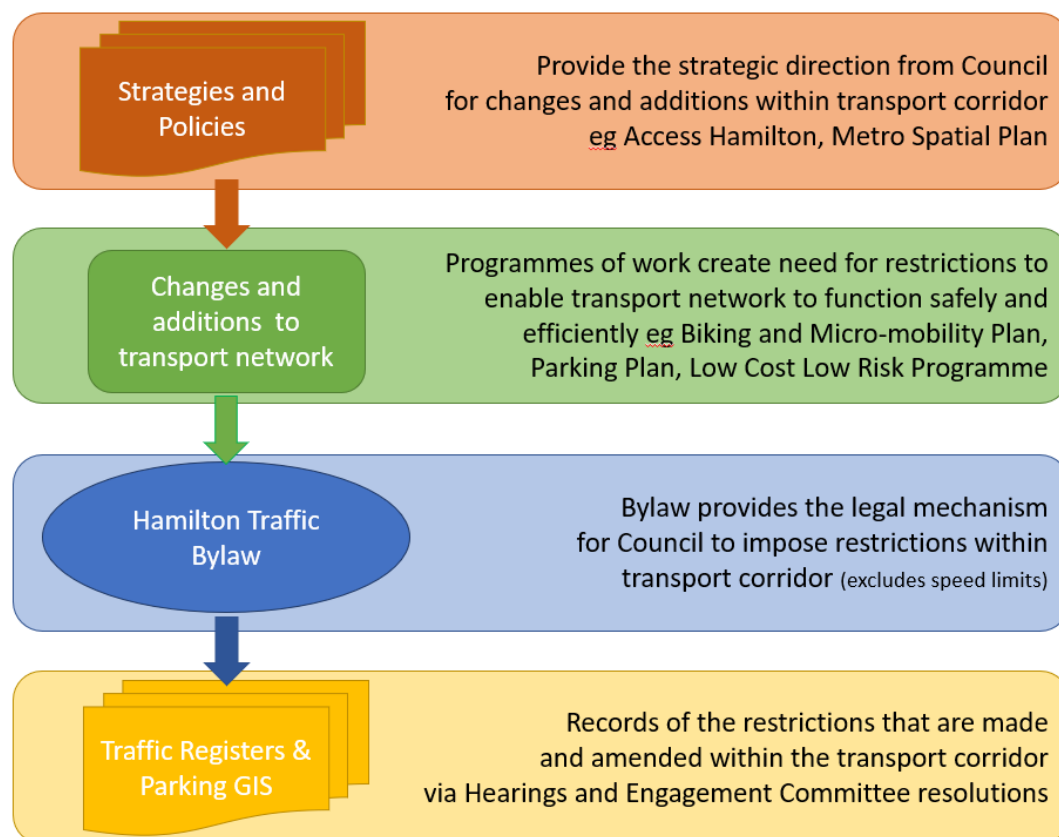 Strategies and
Policies
Provide the strategic direction from Council
for changes and additions within transport corridor
eg Access Hamilton, Metro Spatial Plan
Changes and
additions to
transport network
Programmes of work create need for restrictions to
enable transport network to function safely and
efficiently eg Biking and Micro-mobility Plan,
Parking Plan, Low Cost Low Risk Programme
Hamilton Traffic
Bylaw
Bylaw provides the legal mechanism
for Council to impose restrictions within
transport corridor (excludes speed limits)
Traffic Registers &
Parking GIS
Records of the restrictions that are made
and amended within the transport corridor
via Hearings and Engagement Committee resolutions